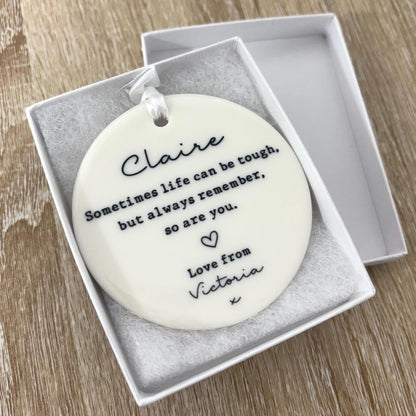 Claire
Sometimes life can be tough,
but always remember,
so are you.
Love from
Victoria
x